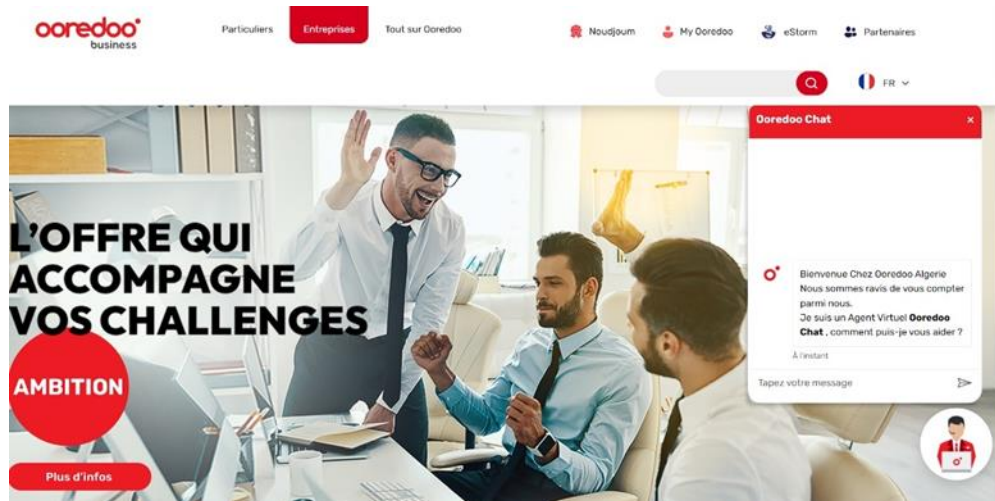 ooredoo
business
Particuliers
Entreprises
Tout sur Ooredoo
Noudjoum
My Ooredoo
eStorm
Partenaires
FR
L'OFFRE QUI
ACCOMPAGNE
VOS CHALLENGES
AMBITION
Plus d'infos
Ooredoo Chat
Bienvenue Chez Ooredoo Algerie
Nous sommes ravis de vous compter
parmi nous.
Je suis un Agent Virtuel Ooredoo
Chat , comment puis-je vous aider ?
À l'instant
Tapez votre message